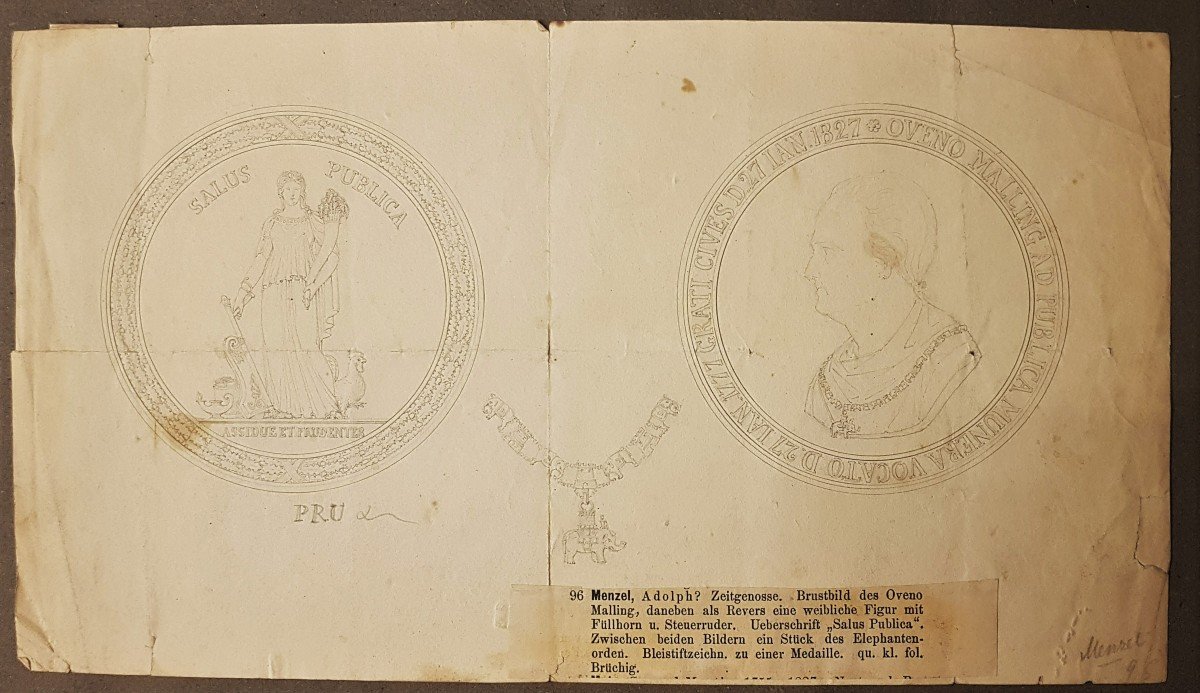 SALUS PUBLICA
ASSIDUE ET PRUDENTER
PRU
OVENO MALLING AD PUBLICA MUNERA VOCATO D. 27 IAN. 1777 GRATI CIVES D. 27 IAN. 1827
96 Menzel, Adolph? Zeitgenosse. Brustbild des Oveno
Malling, daneben als Revers eine weibliche Figur mit
Füllhorn u. Steuerruder. Ueberschrift „Salus Publica“.
Zwischen beiden Bildern ein Stück des Elephanten-
orden. Bleistiftzeichn. zu einer Medaille. qu. kl. fol.
Brüchig.
Menzel